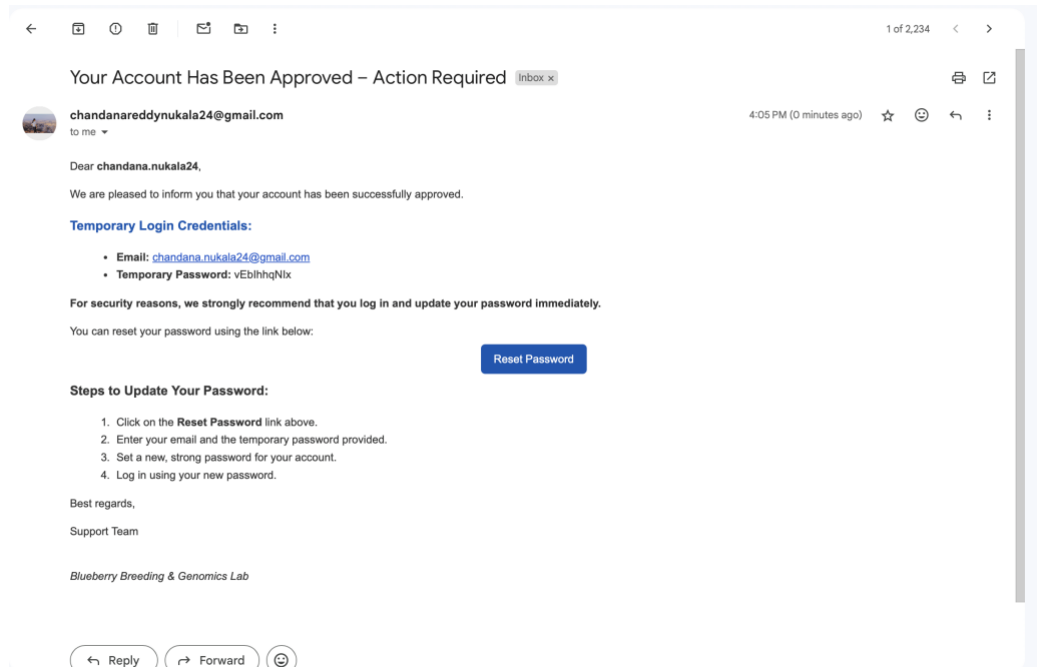 1 of 2,234
Your Account Has Been Approved – Action Required Inbox x
chandanareddynukala24@gmail.com 4:05 PM (0 minutes ago)
to me
Dear chandana.nukala24,
We are pleased to inform you that your account has been successfully approved.
Temporary Login Credentials:
• Email: chandana.nukala24@gmail.com
• Temporary Password: vEblhhqNlx
For security reasons, we strongly recommend that you log in and update your password immediately.
You can reset your password using the link below:
Reset Password
Steps to Update Your Password:
1. Click on the Reset Password link above.
2. Enter your email and the temporary password provided.
3. Set a new, strong password for your account.
4. Log in using your new password.
Best regards,
Support Team
Blueberry Breeding & Genomics Lab
Reply Forward